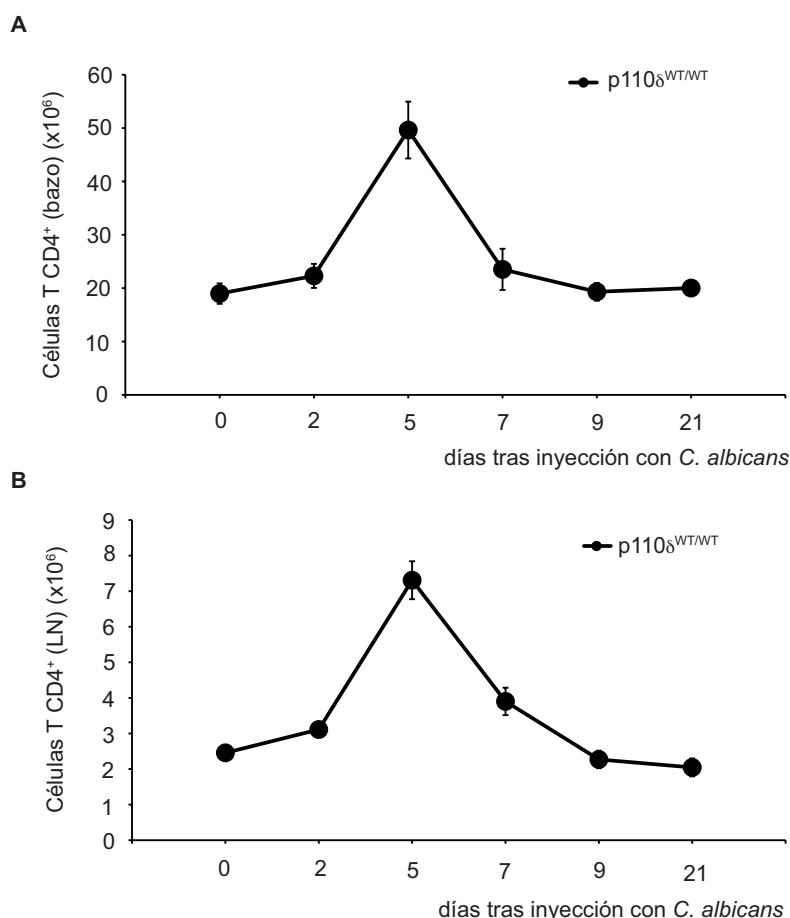 A
60
50
40
30
20
10
0
Células T CD4⁺ (bazo) (x10⁶)
p110δWT/WT
0 2 5 7 9 21
días tras inyección con C. albicans
B
9
8
7
6
5
4
3
2
1
0
Células T CD4⁺ (LN) (x10⁶)
p110δWT/WT
0 2 5 7 9 21
días tras inyección con C. albicans